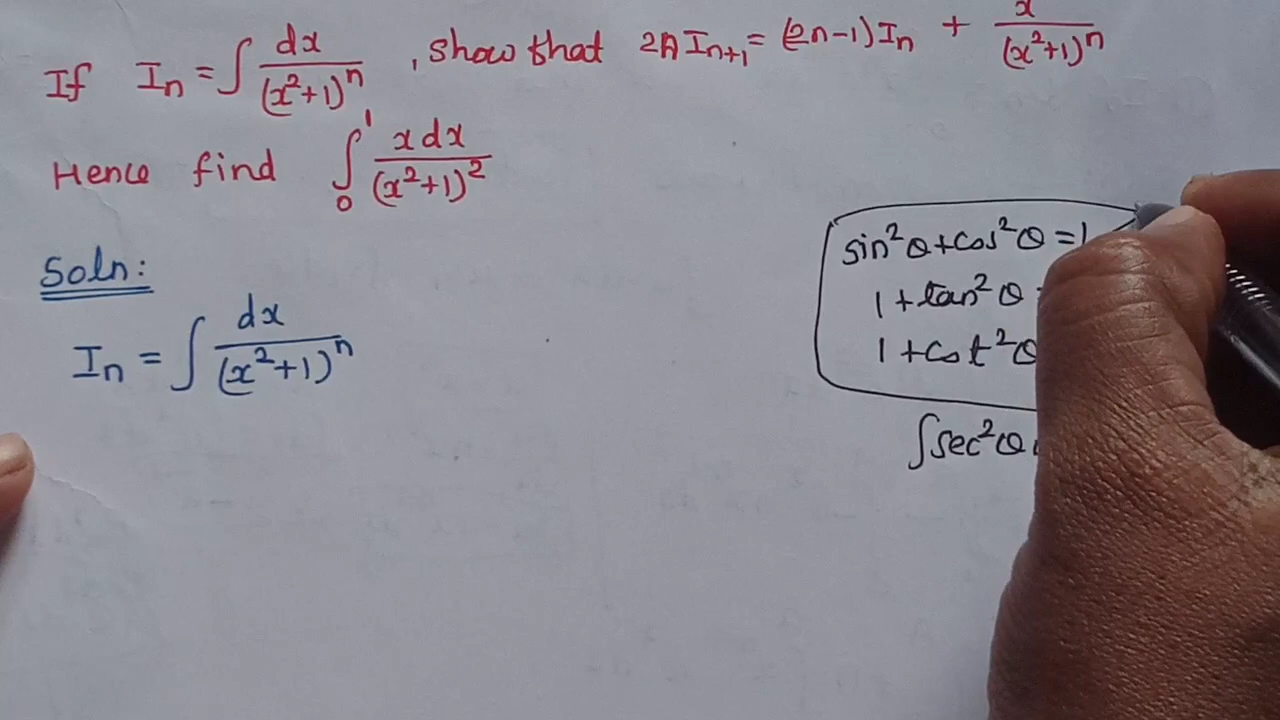 If Iₙ = ∫ dx/(x²+1)ⁿ , show that 2n Iₙ₊₁ = (2n-1) Iₙ + x/(x²+1)ⁿ
Hence find ∫₀¹ x dx/(x²+1)²
Soln:
Iₙ = ∫ dx/(x²+1)ⁿ
sin²θ+cos²θ=1
1+tan²θ
1+cot²θ
∫sec²θ